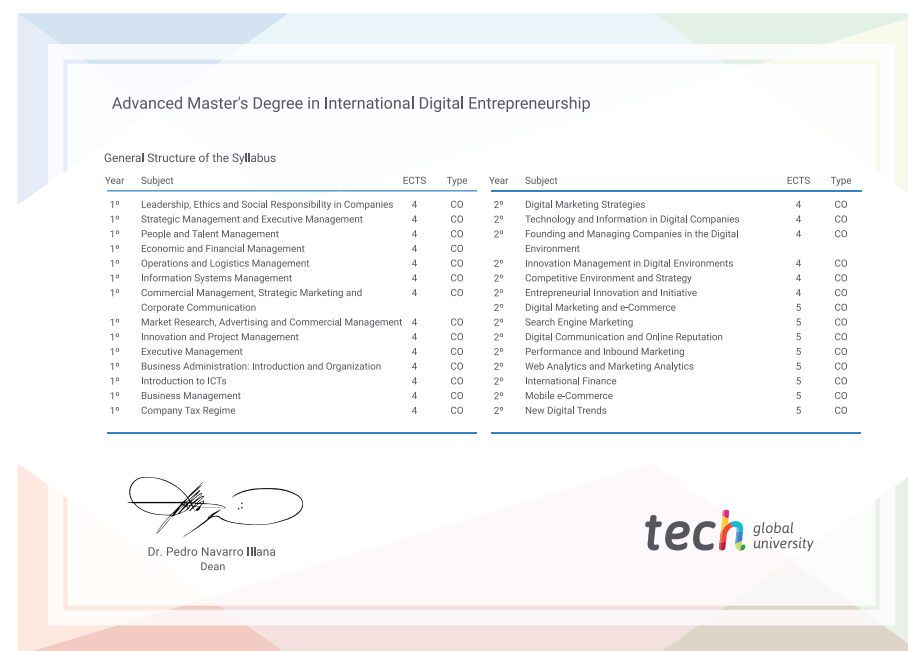 Advanced Master's Degree in International Digital Entrepreneurship
General Structure of the Syllabus
Year Subject ECTS Type
1º Leadership, Ethics and Social Responsibility in Companies 4 CO
1º Strategic Management and Executive Management 4 CO
1º People and Talent Management 4 CO
1º Economic and Financial Management 4 CO
1º Operations and Logistics Management 4 CO
1º Information Systems Management 4 CO
1º Commercial Management, Strategic Marketing and 4 CO
Corporate Communication
1º Market Research, Advertising and Commercial Management 4 CO
1º Innovation and Project Management 4 CO
1º Executive Management 4 CO
1º Business Administration: Introduction and Organization 4 CO
1º Introduction to ICTs 4 CO
1º Business Management 4 CO
1º Company Tax Regime 4 CO
Year Subject ECTS Type
2º Digital Marketing Strategies 4 CO
2º Technology and Information in Digital Companies 4 CO
2º Founding and Managing Companies in the Digital 4 CO
Environment
2º Innovation Management in Digital Environments 4 CO
2º Competitive Environment and Strategy 4 CO
2º Entrepreneurial Innovation and Initiative 4 CO
2º Digital Marketing and e-Commerce 5 CO
2º Search Engine Marketing 5 CO
2º Digital Communication and Online Reputation 5 CO
2º Performance and Inbound Marketing 5 CO
2º Web Analytics and Marketing Analytics 5 CO
2º International Finance 5 CO
2º Mobile e-Commerce 5 CO
2º New Digital Trends 5 CO
Dr. Pedro Navarro Illana
Dean
tech global
university